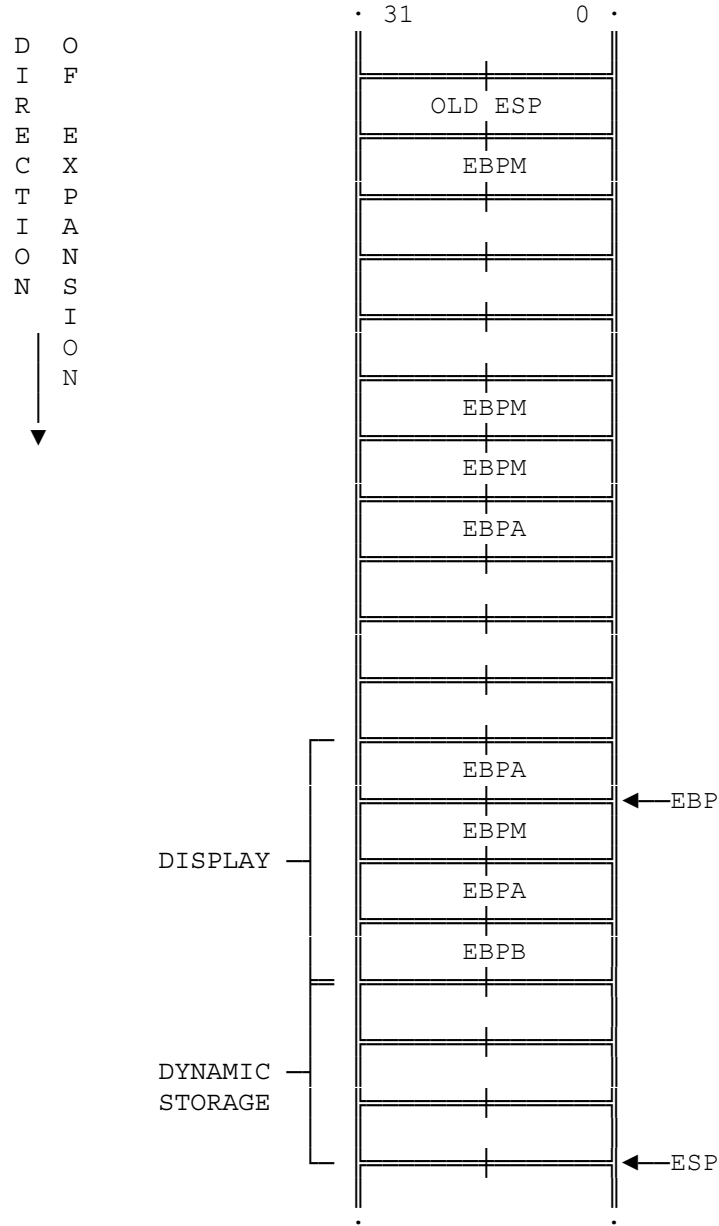 31 0
DIRECTION
OF EXPANSION
OLD ESP
EBPM
EBPM
EBPM
EBPA
EBPA
EBP
EBPM
DISPLAY
EBPA
EBPB
DYNAMIC
STORAGE
ESP